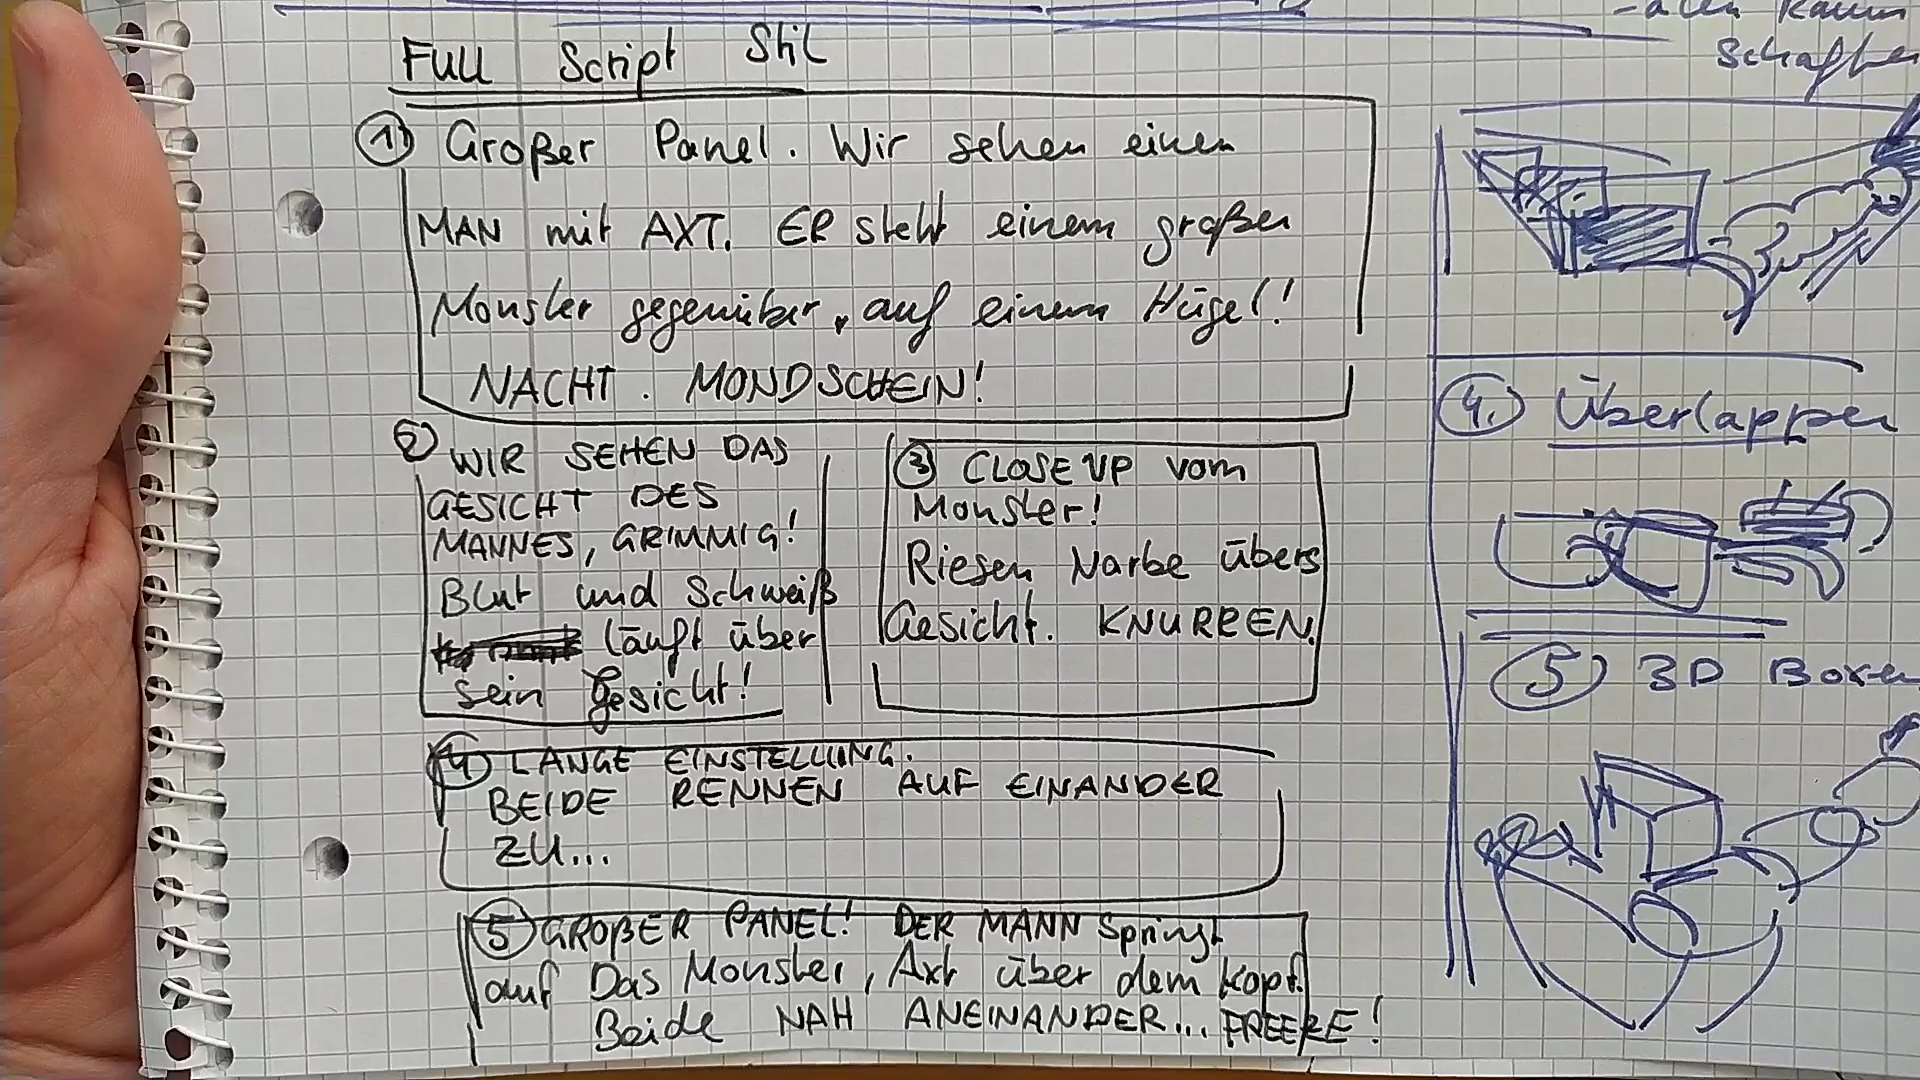 Full Script Stil
① Großer Panel. Wir sehen einen
MAN mit AXT. ER steht einem großen
Monster gegenüber, auf einem Hügel!
NACHT. MONDSCHEIN!
② WIR SEHEN DAS
GESICHT DES
MANNES, GRIMMIG!
Blut und Schweiß
läuft über
sein Gesicht!
③ CLOSE UP vom
Monster!
Riesen Narbe übers
Gesicht. KNURREN.
④ LANGE EINSTELLUNG.
BEIDE RENNEN AUF EINANDER
ZU...
⑤ GROßER PANEL! DER MANN springt
auf Das Monster, Axt über dem Kopf.
Beide NAH ANEINANDER...
Schaffen
4. Überlappen
5 3D Boxen